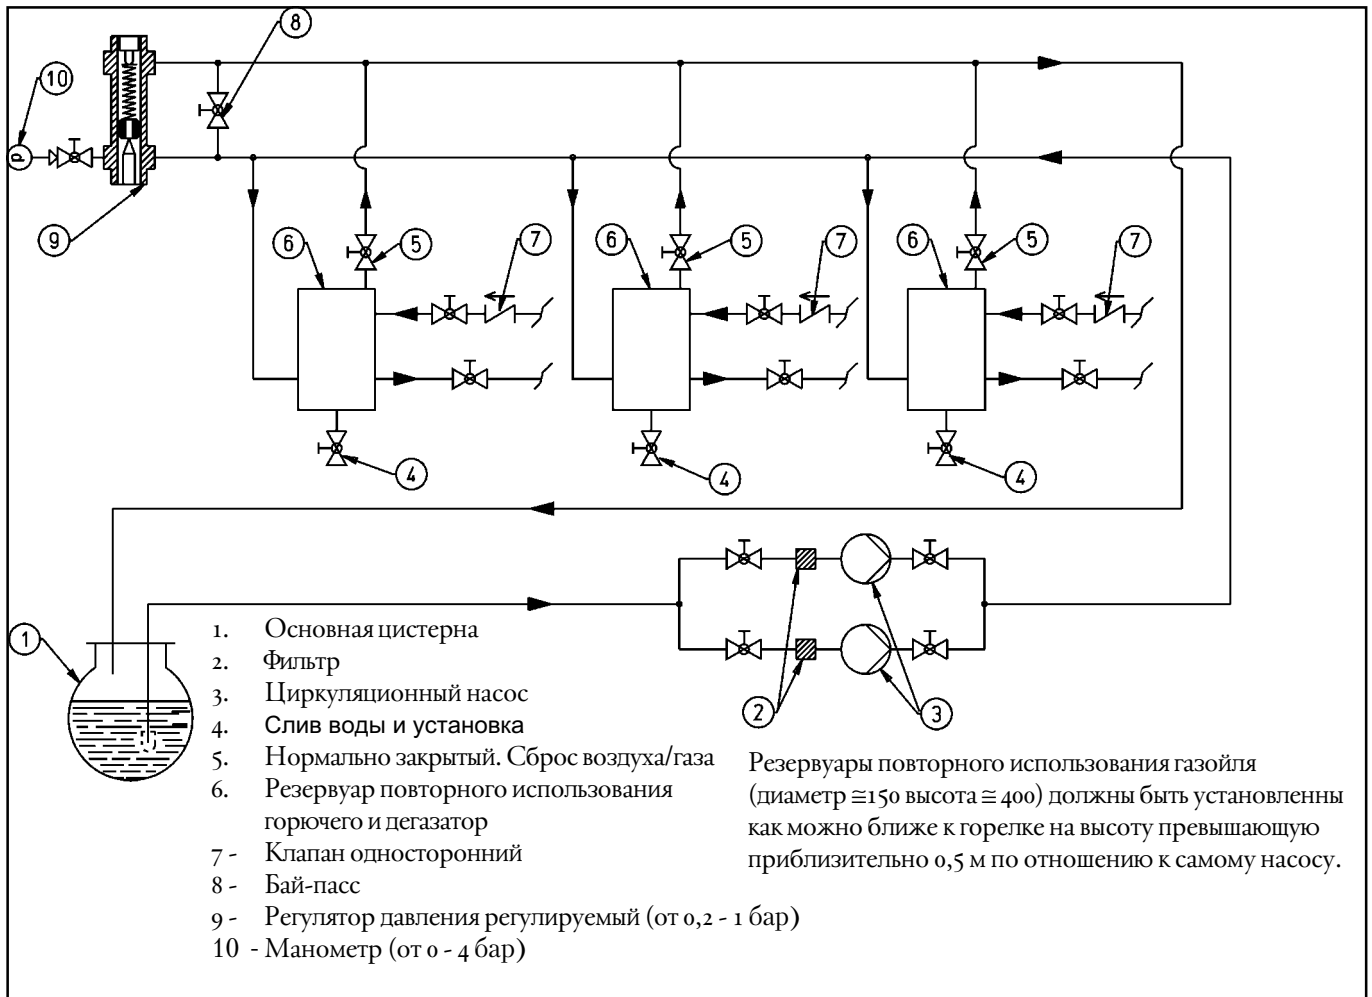 8
10
p
9
6
5
7
6
5
7
6
5
7
4
4
4
1
2
3
1. Основная цистерна
2. Фильтр
3. Циркуляционный насос
4. Слив воды и установка
5. Нормально закрытый. Сброс воздуха/газа
6. Резервуар повторного использования
горючего и дегазатор
7 - Клапан односторонний
8 - Бай-пасс
9 - Регулятор давления регулируемый (от 0,2 - 1 бар)
10 - Манометр (от 0 - 4 бар)
Резервуары повторного использования газойля
(диаметр ≅150 высота ≅ 400) должны быть установленны
как можно ближе к горелке на высоту превышающую
приблизительно 0,5 м по отношению к самому насосу.